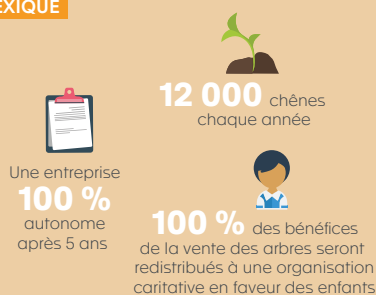 EXIQUE
12 000 chênes
chaque année
Une entreprise
100 %
autonome
après 5 ans
100 % des bénéfices
de la vente des arbres seront
redistribués à une organisation
caritative en faveur des enfants